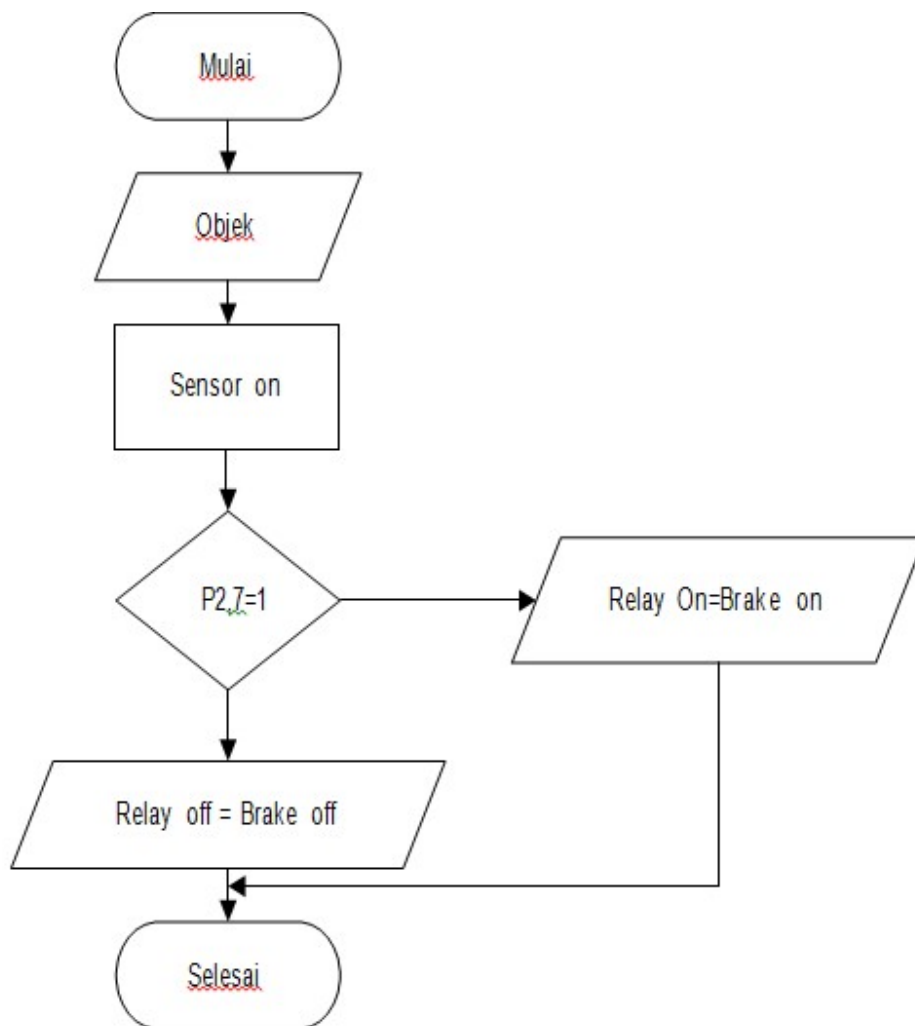 Mulai
Objek
Sensor on
P2,7=1
Relay On=Brake on
Relay off = Brake off
Selesai